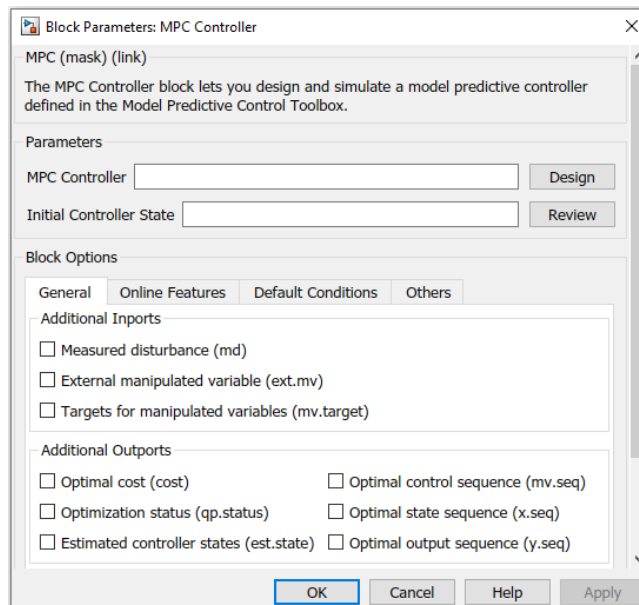 Block Parameters: MPC Controller
MPC (mask) (link)
The MPC Controller block lets you design and simulate a model predictive controller
defined in the Model Predictive Control Toolbox.
Parameters
MPC Controller Design
Initial Controller State Review
Block Options
General Online Features Default Conditions Others
Additional Inports
Measured disturbance (md)
External manipulated variable (ext.mv)
Targets for manipulated variables (mv.target)
Additional Outports
Optimal cost (cost) Optimal control sequence (mv.seq)
Optimization status (qp.status) Optimal state sequence (x.seq)
Estimated controller states (est.state) Optimal output sequence (y.seq)
OK Cancel Help Apply